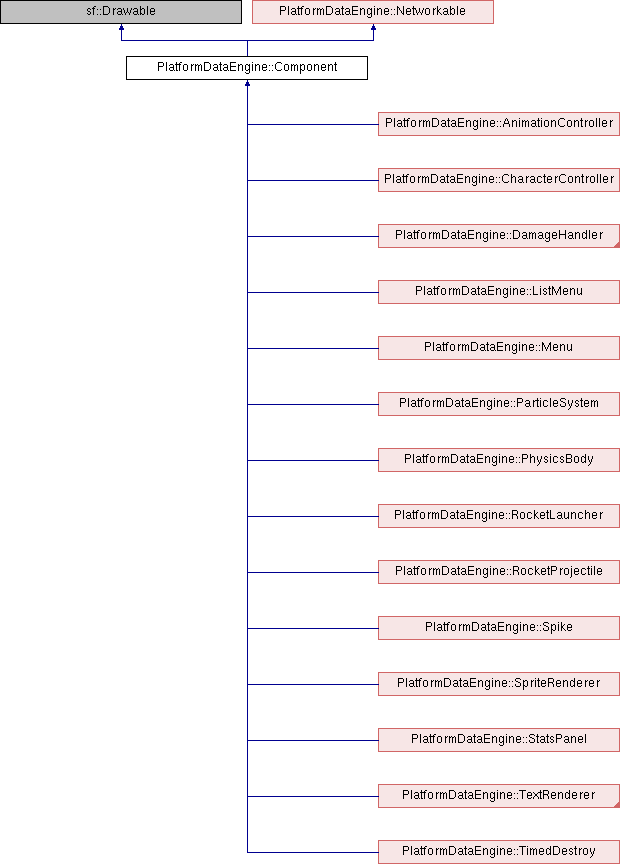 sf::Drawable
PlatformDataEngine::Networkable
PlatformDataEngine::Component
PlatformDataEngine::AnimationController
PlatformDataEngine::CharacterController
PlatformDataEngine::DamageHandler
PlatformDataEngine::ListMenu
PlatformDataEngine::Menu
PlatformDataEngine::ParticleSystem
PlatformDataEngine::PhysicsBody
PlatformDataEngine::RocketLauncher
PlatformDataEngine::RocketProjectile
PlatformDataEngine::Spike
PlatformDataEngine::SpriteRenderer
PlatformDataEngine::StatsPanel
PlatformDataEngine::TextRenderer
PlatformDataEngine::TimedDestroy